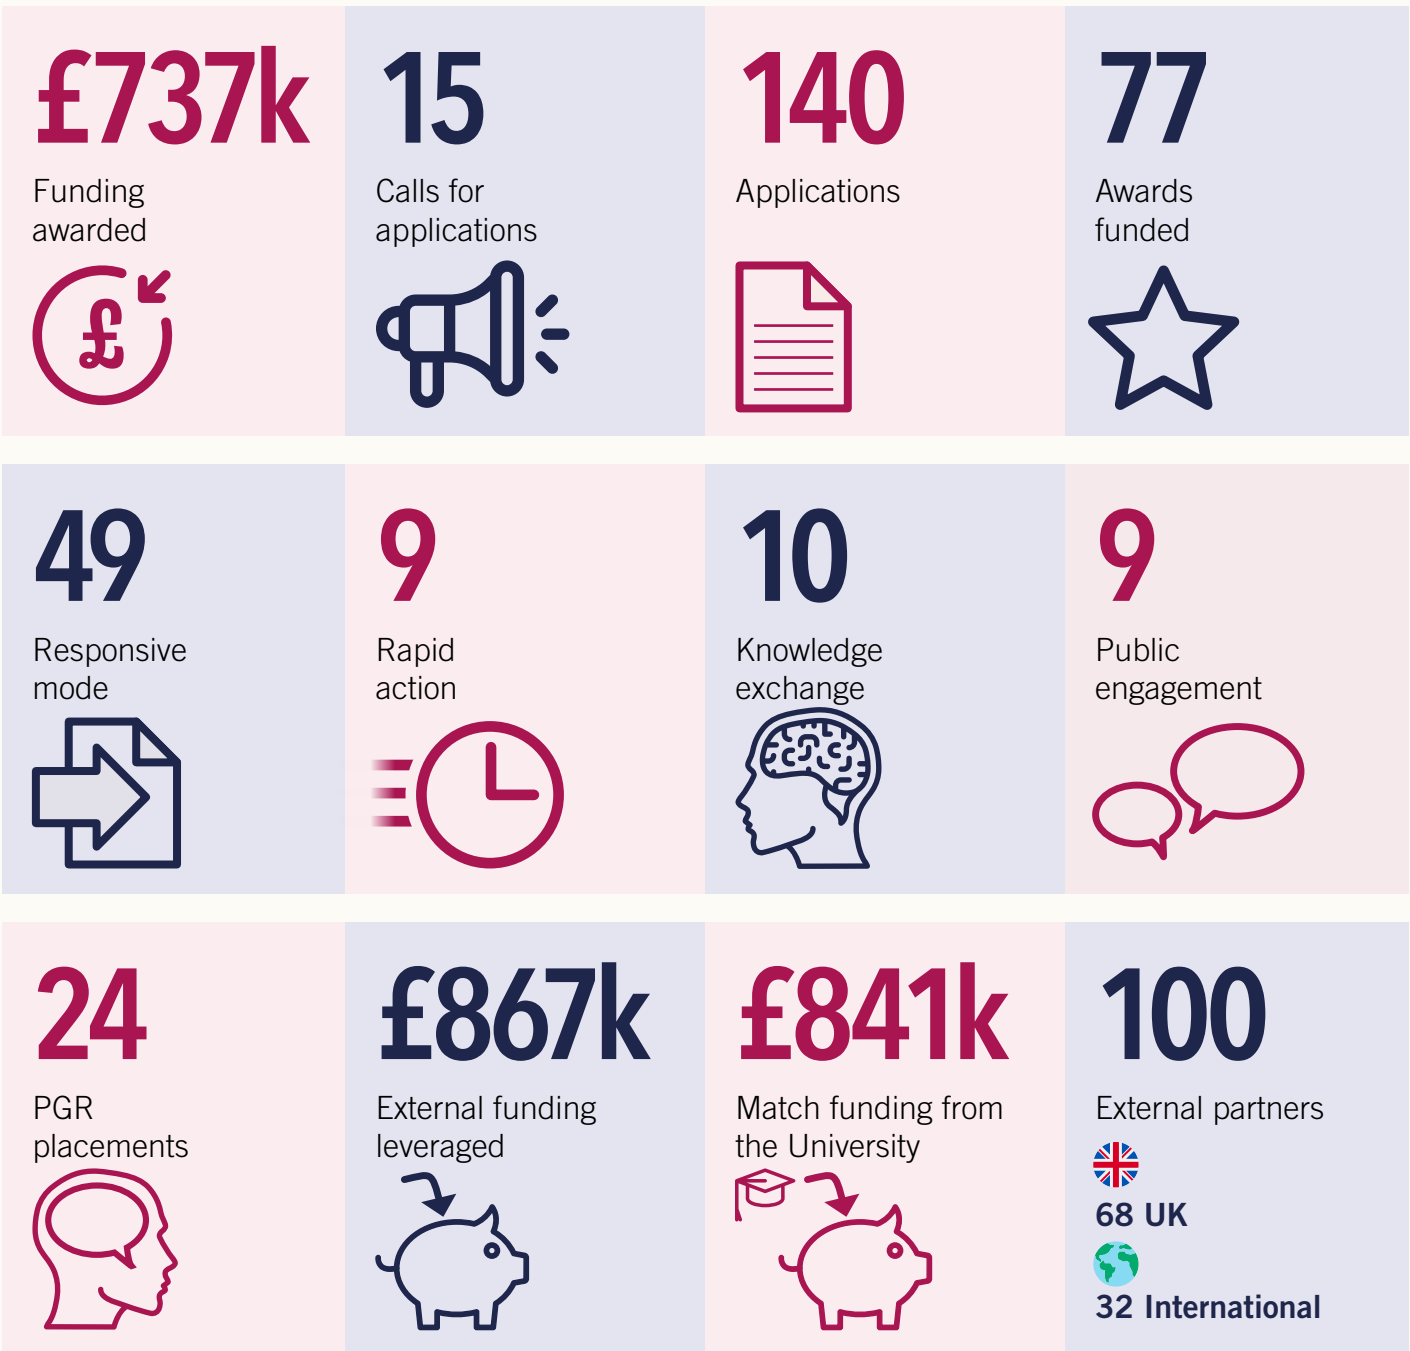 £737k
Funding
awarded
£
15
Calls for
applications
140
Applications
77
Awards
funded
49
Responsive
mode
9
Rapid
action
10
Knowledge
exchange
9
Public
engagement
24
PGR
placements
£867k
External funding
leveraged
£841k
Match funding from
the University
100
External partners
68 UK
32 International